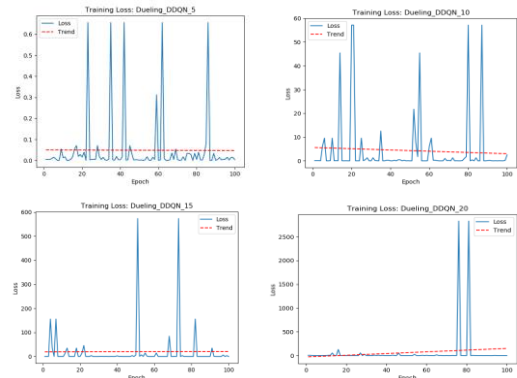 Training Loss: Dueling_DDQN_5
Loss
Trend
0.6
0.5
0.4
0.3
0.2
0.1
0.0
Loss
0 20 40 60 80 100
Epoch
Training Loss: Dueling_DDQN_10
Loss
Trend
60
50
40
30
20
10
0
Loss
0 20 40 60 80 100
Epoch
Training Loss: Dueling_DDQN_15
Loss
Trend
600
500
400
300
200
100
0
Loss
0 20 40 60 80 100
Epoch
Training Loss: Dueling_DDQN_20
Loss
Trend
2500
2000
1500
1000
500
0
Loss
0 20 40 60 80 100
Epoch